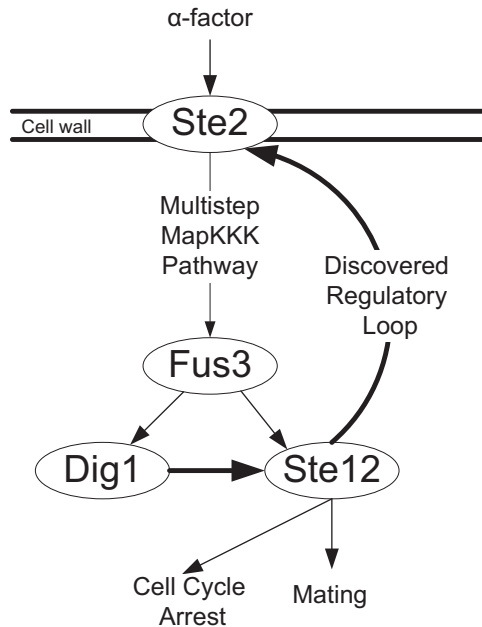 α-factor
Cell wall
Ste2
Multistep
MapKKK
Pathway
Discovered
Regulatory
Loop
Fus3
Dig1
Ste12
Cell Cycle
Arrest
Mating